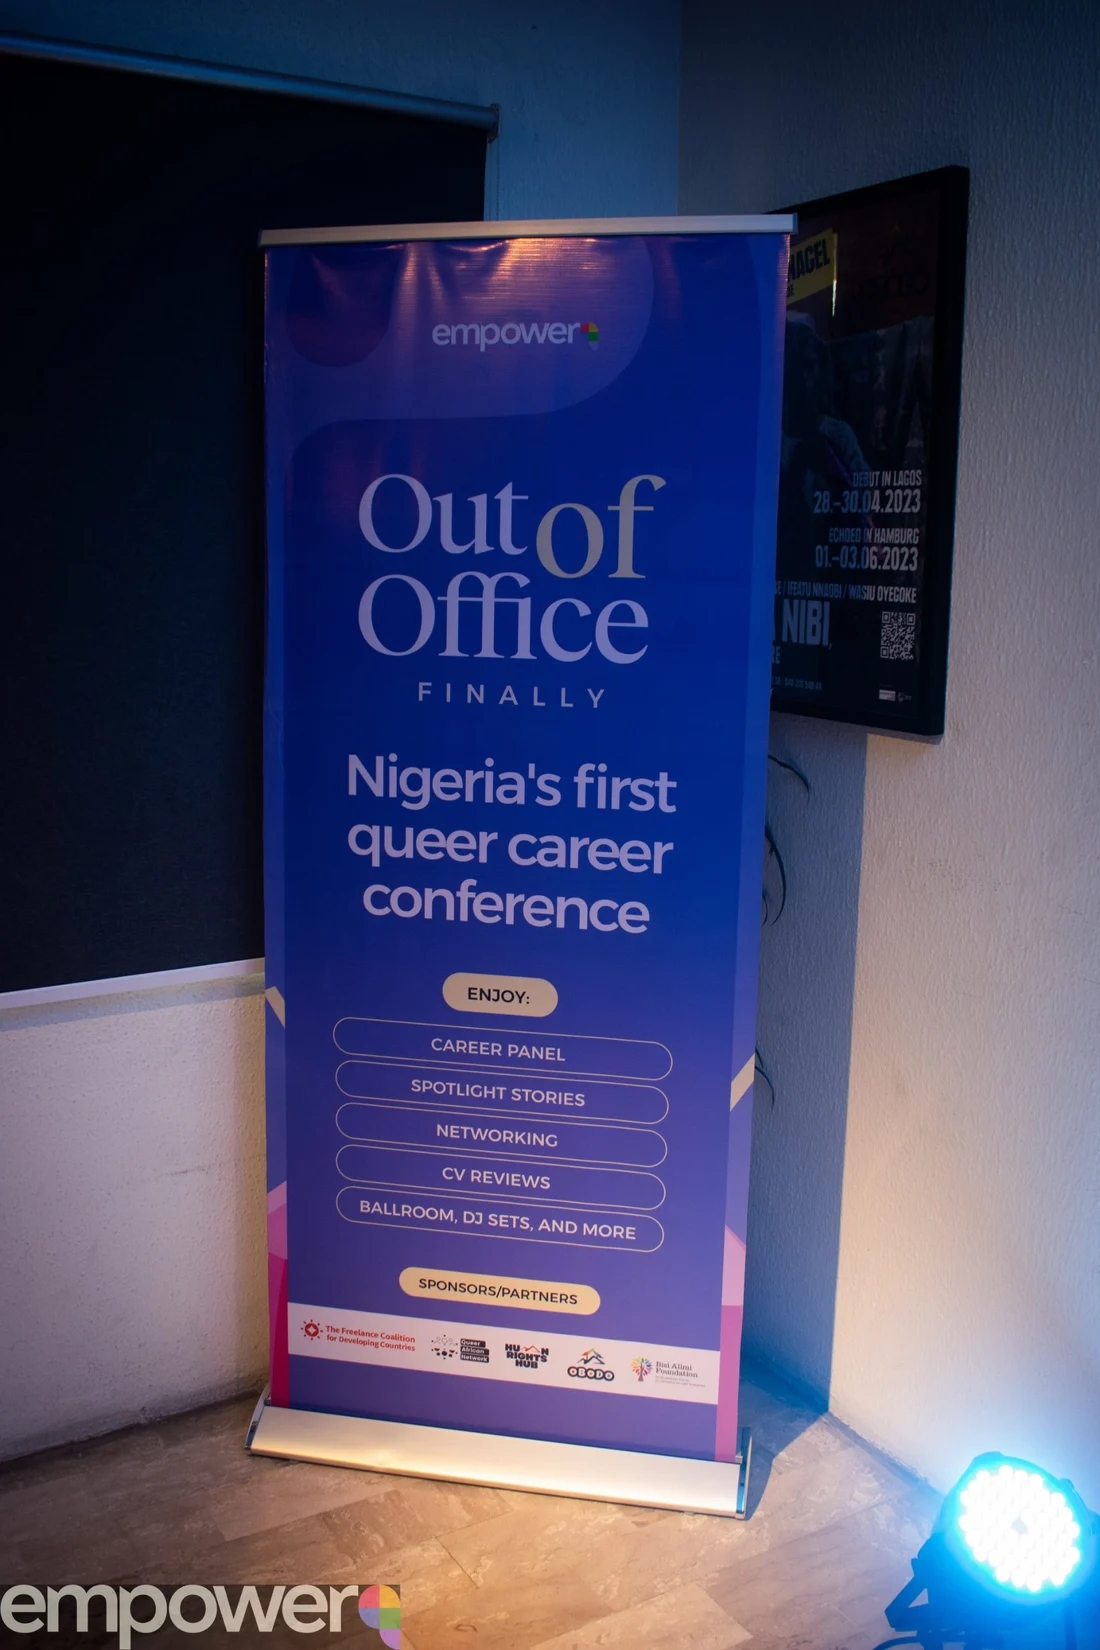 empower
Out of
Office
FINALLY
Nigeria's first
queer career
conference
ENJOY:
CAREER PANEL
SPOTLIGHT STORIES
NETWORKING
CV REVIEWS
BALLROOM, DJ SETS, AND MORE
SPONSORS/PARTNERS
The Freelance Coalition
for Developing Countries
Queer
African
Network
HUMAN
RIGHTS
HUB
OBODO
Bisi Alimi
Foundation
NAGEL
DEBUT IN LAGOS
28.-30.04.2023
ECHOED IN HAMBURG
01.-03.06.2023
/ IFEATU NNAOBI / WASIU OYEGOKE
NIBI,
empower